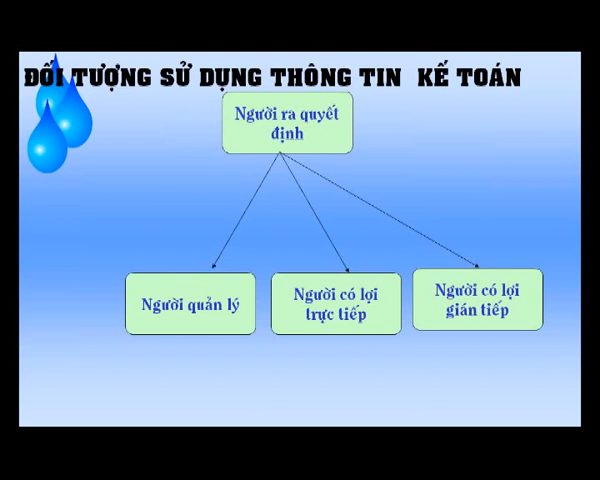 ĐỐI TƯỢNG SỬ DỤNG THÔNG TIN KẾ TOÁN
Người ra quyết
định
Người quản lý
Người có lợi
trực tiếp
Người có lợi
gián tiếp